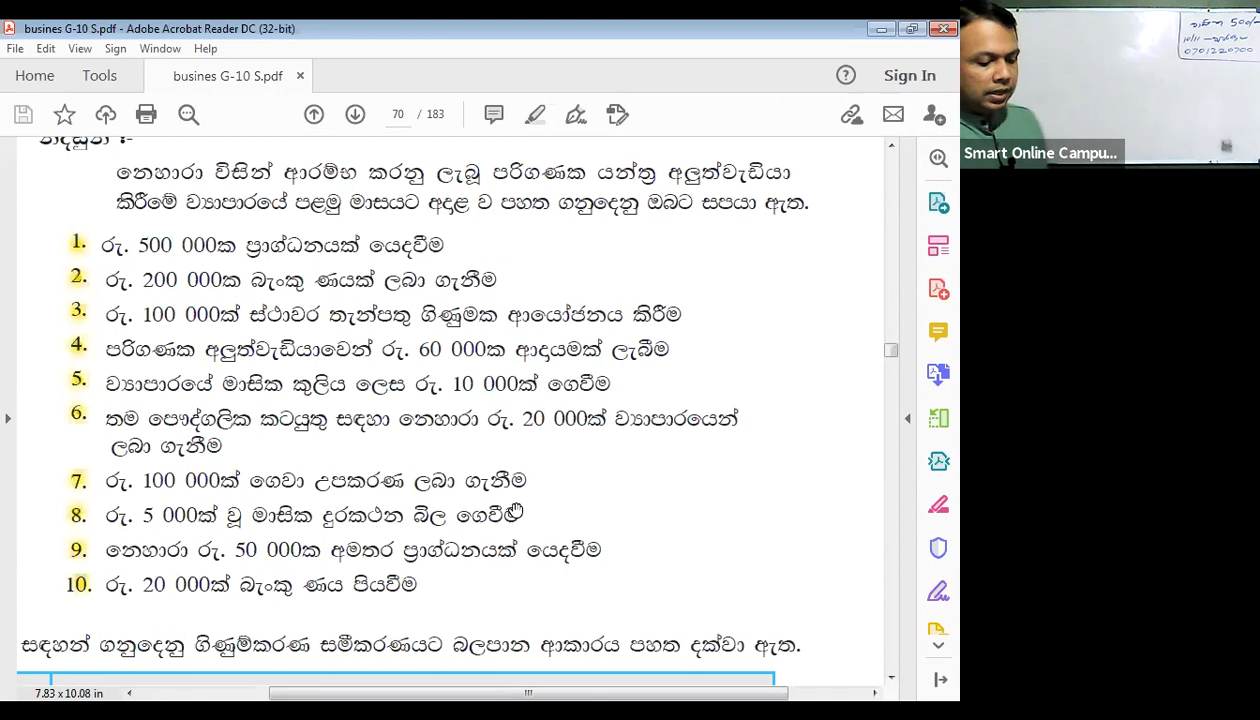 busines G-10 S.pdf - Adobe Acrobat Reader DC (32-bit)
File Edit View Sign Window Help
Home Tools busines G-10 S.pdf × Sign In
70 / 183
නිදසුන :-
නෙහාරා විසින් ආරම්භ කරනු ලැබූ පරිගණක යන්ත්‍ර අලුත්වැඩියා
කිරීමේ ව්‍යාපාරයේ පළමු මාසයට අදාළ ව පහත ගනුදෙනු ඔබට සපයා ඇත.
1. රු. 500 000ක ප්‍රාග්ධනයක් යෙදවීම
2. රු. 200 000ක බැංකු ණයක් ලබා ගැනීම
3. රු. 100 000ක් ස්ථාවර තැන්පතු ගිණුමක ආයෝජනය කිරීම
4. පරිගණක අලුත්වැඩියාවෙන් රු. 60 000ක ආදායමක් ලැබීම
5. ව්‍යාපාරයේ මාසික කුලිය ලෙස රු. 10 000ක් ගෙවීම
6. තම පෞද්ගලික කටයුතු සඳහා නෙහාරා රු. 20 000ක් ව්‍යාපාරයෙන්
ලබා ගැනීම
7. රු. 100 000ක් ගෙවා උපකරණ ලබා ගැනීම
8. රු. 5 000ක් වූ මාසික දුරකථන බිල ගෙවීම
9. නෙහාරා රු. 50 000ක අමතර ප්‍රාග්ධනයක් යෙදවීම
10. රු. 20 000ක් බැංකු ණය පියවීම
සඳහන් ගනුදෙනු ගිණුම්කරණ සමීකරණයට බලපාන ආකාරය පහත දක්වා ඇත.
7.83 x 10.08 in
500/-
0701220700
Smart Online Campu...